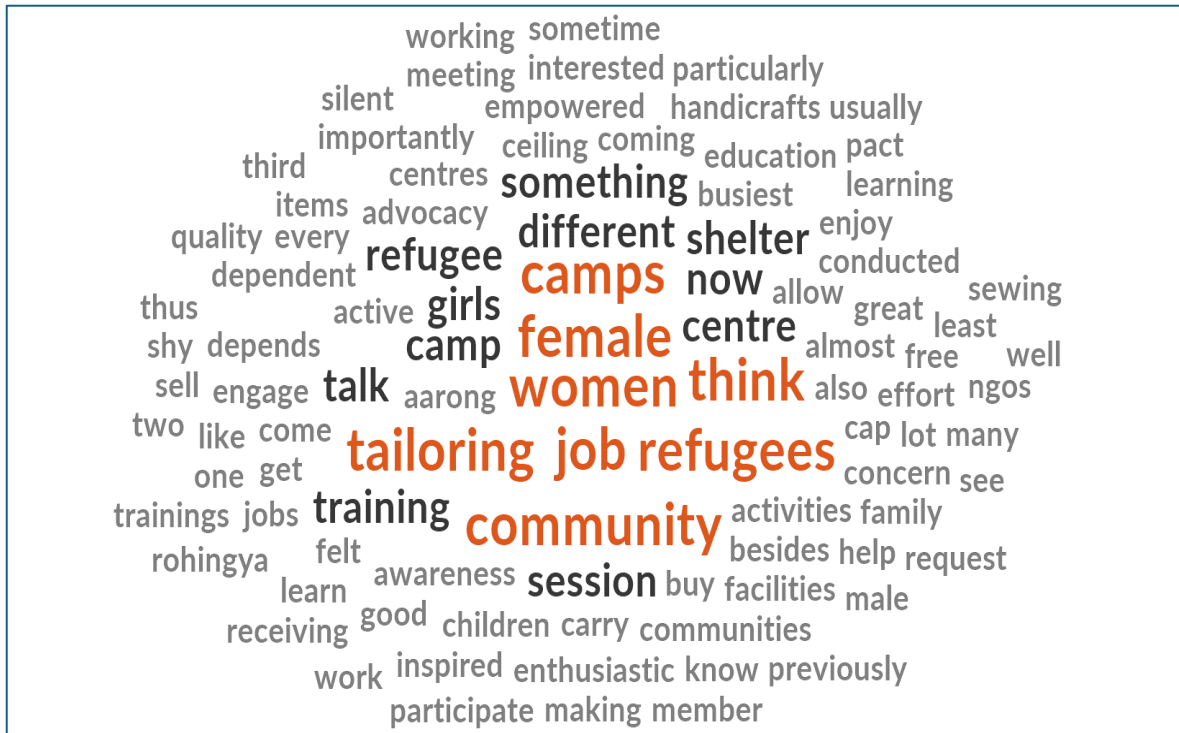 working sometime
meeting interested particularly
silent empowered handicrafts usually
importantly ceiling coming education pact
third centres something busiest learning
items advocacy different shelter enjoy
quality every refugee camps now conducted
dependent girls allow great sewing
thus active female centre least
shy depends camp almost free well
sell engage talk aarong women think also effort ngos
two like come tailoring job refugees cap lot many
one get concern see
trainings jobs training community activities family
rohingya felt besides help request
learn awareness session buy facilities male
receiving good children carry communities
work inspired enthusiastic know previously
participate making member